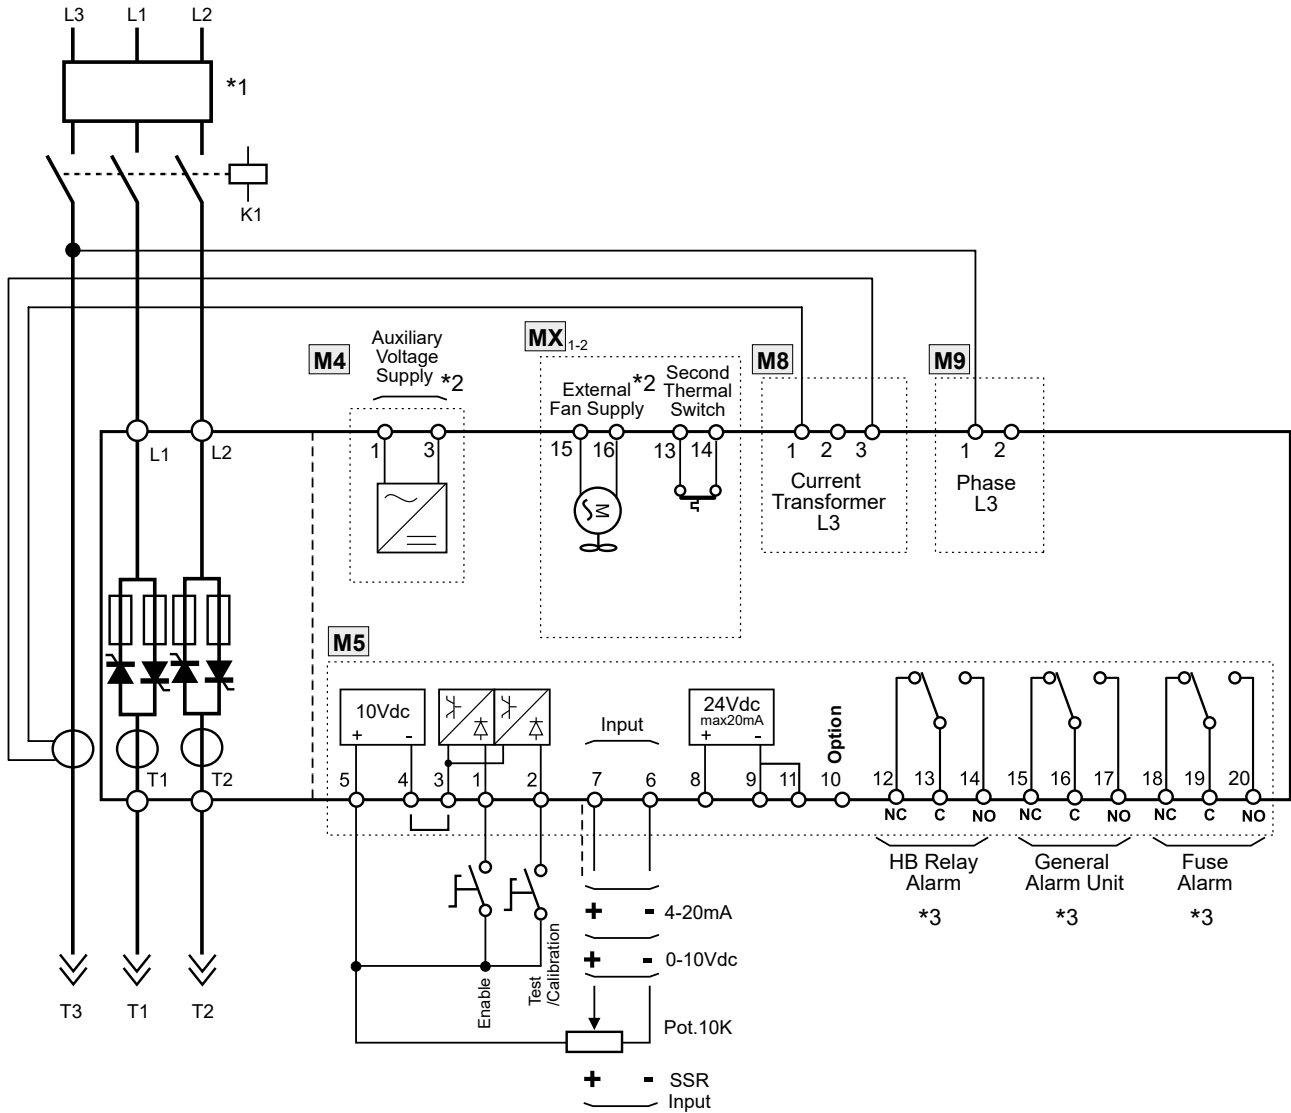 L3 L1 L2
*1
K1
M4
Auxiliary
Voltage
Supply *2
MX1-2
External *2
Fan Supply
Second
Thermal
Switch
M8
M9
L1 L2
1 3
15 16 13 14
1 2 3
1 2
M
Current
Transformer
L3
Phase
L3
M5
10Vdc
+ -
Input
24Vdc
max20mA
+ -
Option
T1 T2
5 4 3 1 2 7 6 8 9 11 10 12 13 14 15 16 17 18 19 20
NC C NO NC C NO NC C NO
HB Relay
Alarm
*3
General
Alarm Unit
*3
Fuse
Alarm
*3
+ - 4-20mA
+ - 0-10Vdc
Enable
Test
/Calibration
Pot.10K
+ - SSR
Input
T3 T1 T2